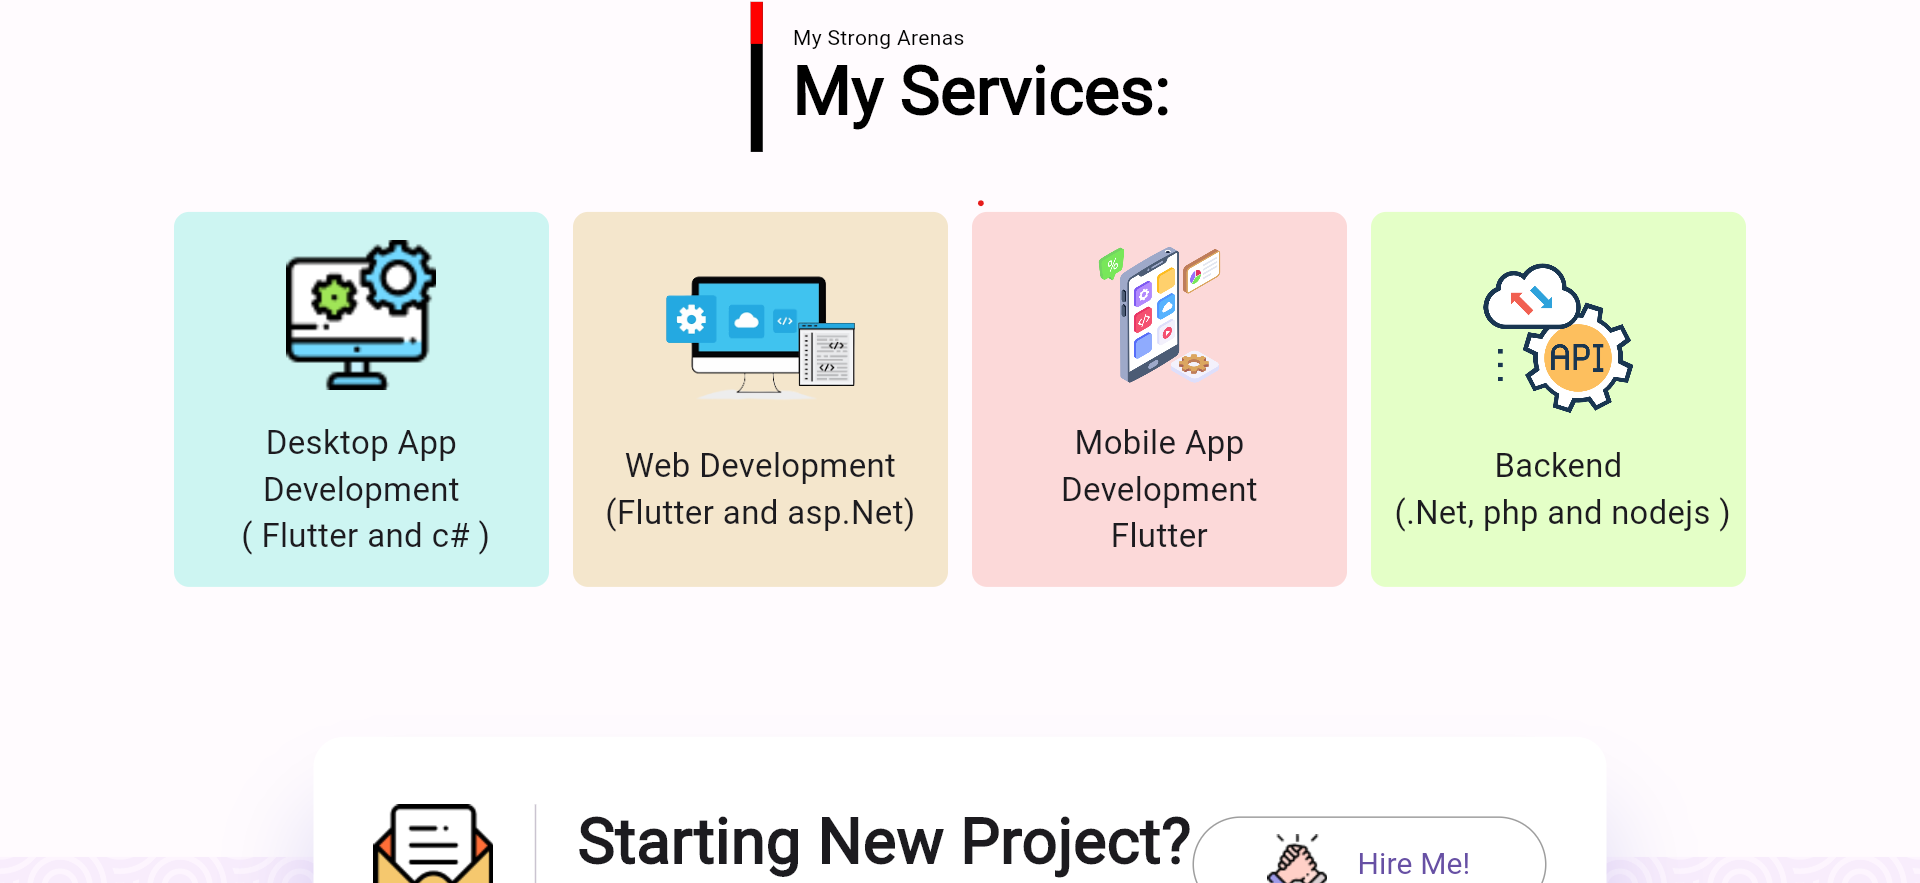 My Strong Arenas
My Services:
Desktop App
Development
( Flutter and c# )
Web Development
(Flutter and asp.Net)
Mobile App
Development
Flutter
API
Backend
(.Net, php and nodejs )
Starting New Project?
Hire Me!